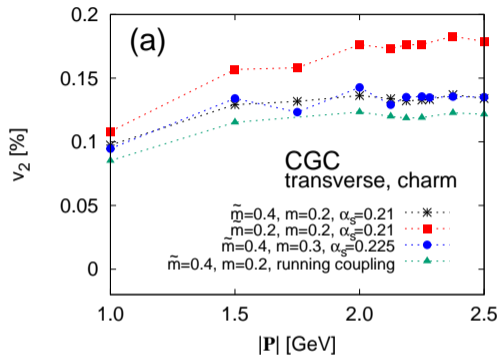 (a)
0.2
0.15
0.1
0.05
0
v₂ [%]
CGC
transverse, charm
m̃=0.4, m=0.2, αₛ=0.21
m̃=0.2, m=0.2, αₛ=0.21
m̃=0.4, m=0.3, αₛ=0.225
m̃=0.4, m=0.2, running coupling
1.0 1.5 2.0 2.5
|P| [GeV]